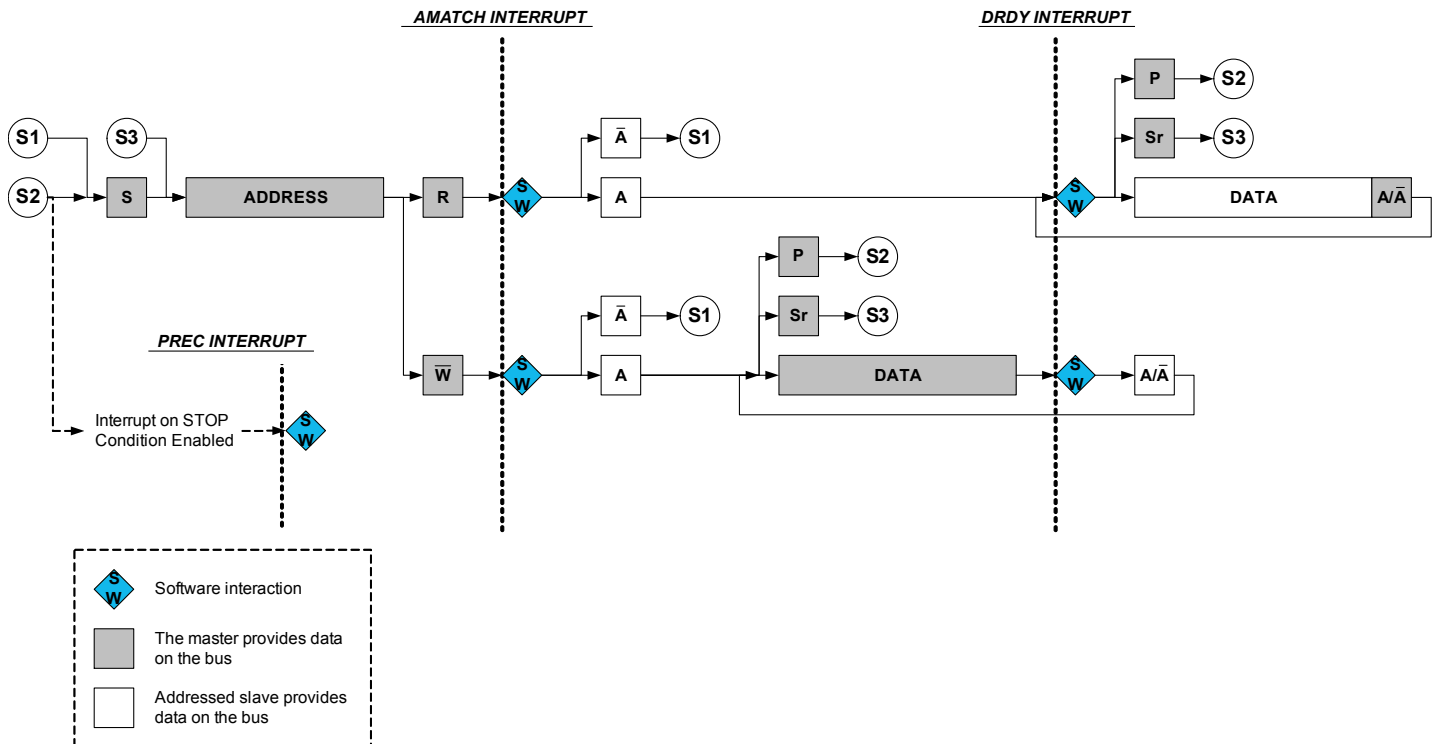 AMATCH INTERRUPT
DRDY INTERRUPT
P
S2
S1
S3
A̅
S1
Sr
S3
S2
S
ADDRESS
R
S
W
A
S
W
DATA
A/A̅
P
S2
A̅
S1
Sr
S3
PREC INTERRUPT
W̅
S
W
A
DATA
S
W
A/A̅
Interrupt on STOP
Condition Enabled
S
W
S
W
Software interaction
The master provides data
on the bus
Addressed slave provides
data on the bus